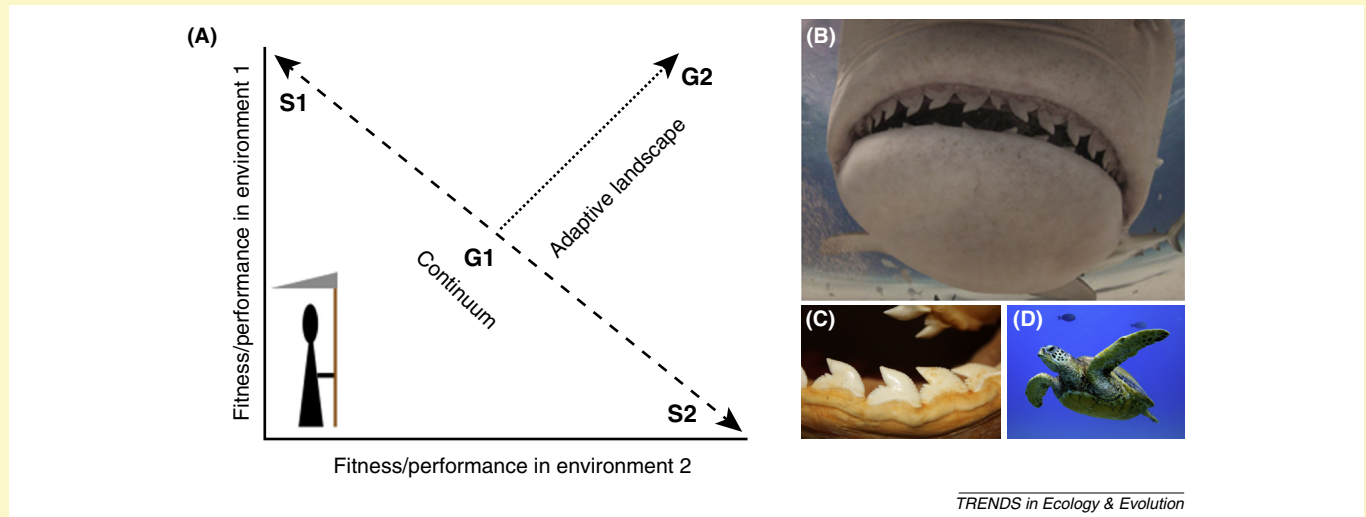 (A)
Fitness/performance in environment 1
S1
G2
Adaptive landscape
G1
Continuum
S2
Fitness/performance in environment 2
(B)
(C)
(D)
TRENDS in Ecology & Evolution